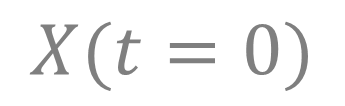 X(t = 0)